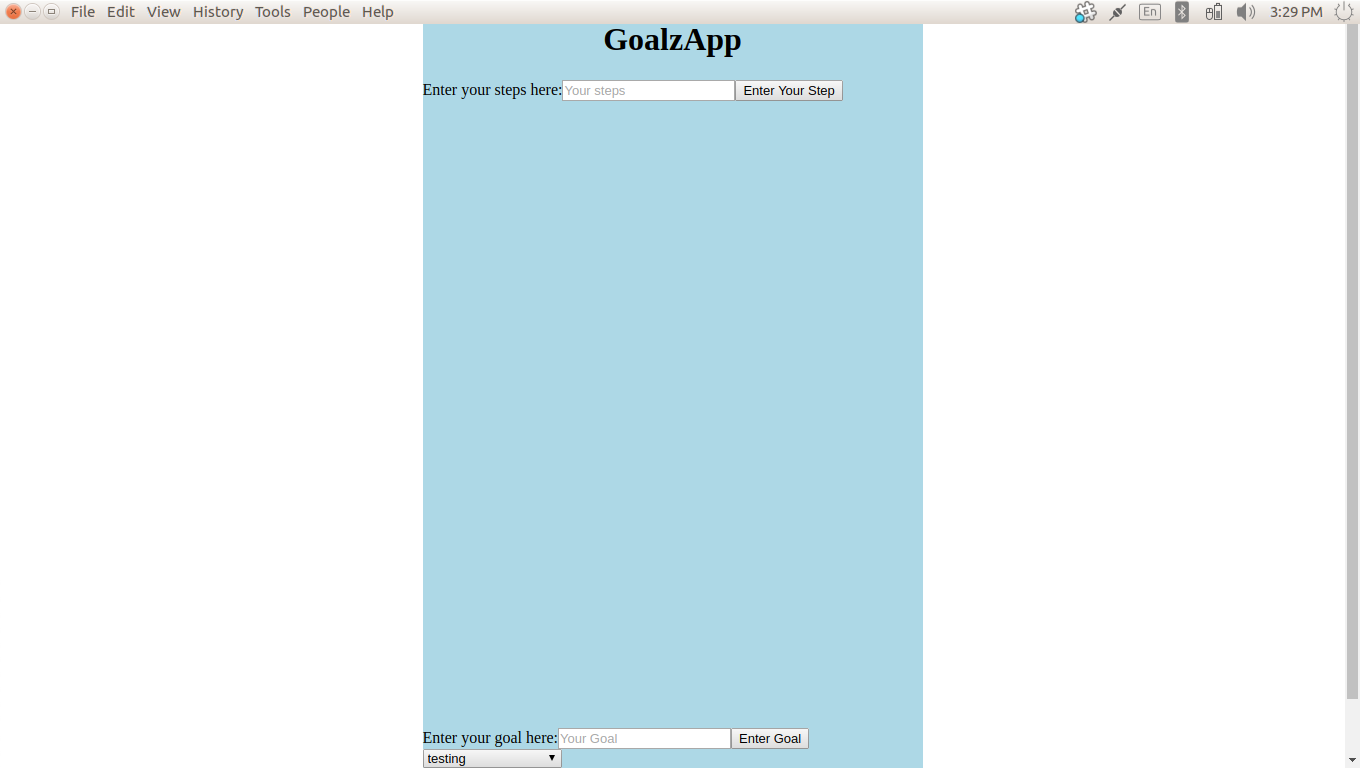 File Edit View History Tools People Help En 3:29 PM
GoalzApp
Enter your steps here: Your steps Enter Your Step
Enter your goal here: Your Goal Enter Goal
testing